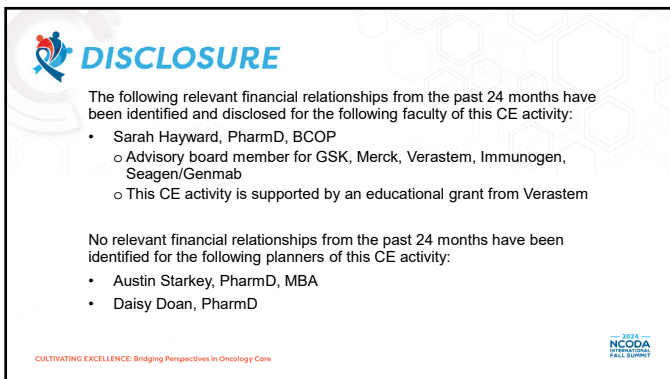 DISCLOSURE
The following relevant financial relationships from the past 24 months have
been identified and disclosed for the following faculty of this CE activity:
• Sarah Hayward, PharmD, BCOP
o Advisory board member for GSK, Merck, Verastem, Immunogen,
Seagen/Genmab
o This CE activity is supported by an educational grant from Verastem
No relevant financial relationships from the past 24 months have been
identified for the following planners of this CE activity:
• Austin Starkey, PharmD, MBA
• Daisy Doan, PharmD
CULTIVATING EXCELLENCE: Bridging Perspectives in Oncology Care
2024
NCODA
INTERNATIONAL
FALL SUMMIT